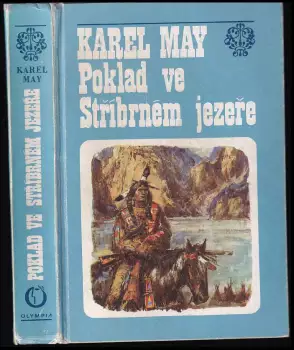 KAREL
MAY
POKLAD VE STŘÍBRNÉM JEZEŘE
OLYMPIA
KAREL MAY
Poklad ve
Stříbrném jezeře